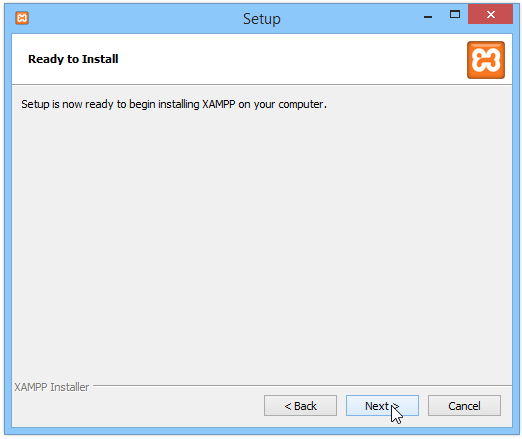 Setup
Ready to Install
Setup is now ready to begin installing XAMPP on your computer.
XAMPP Installer
< Back
Next >
Cancel